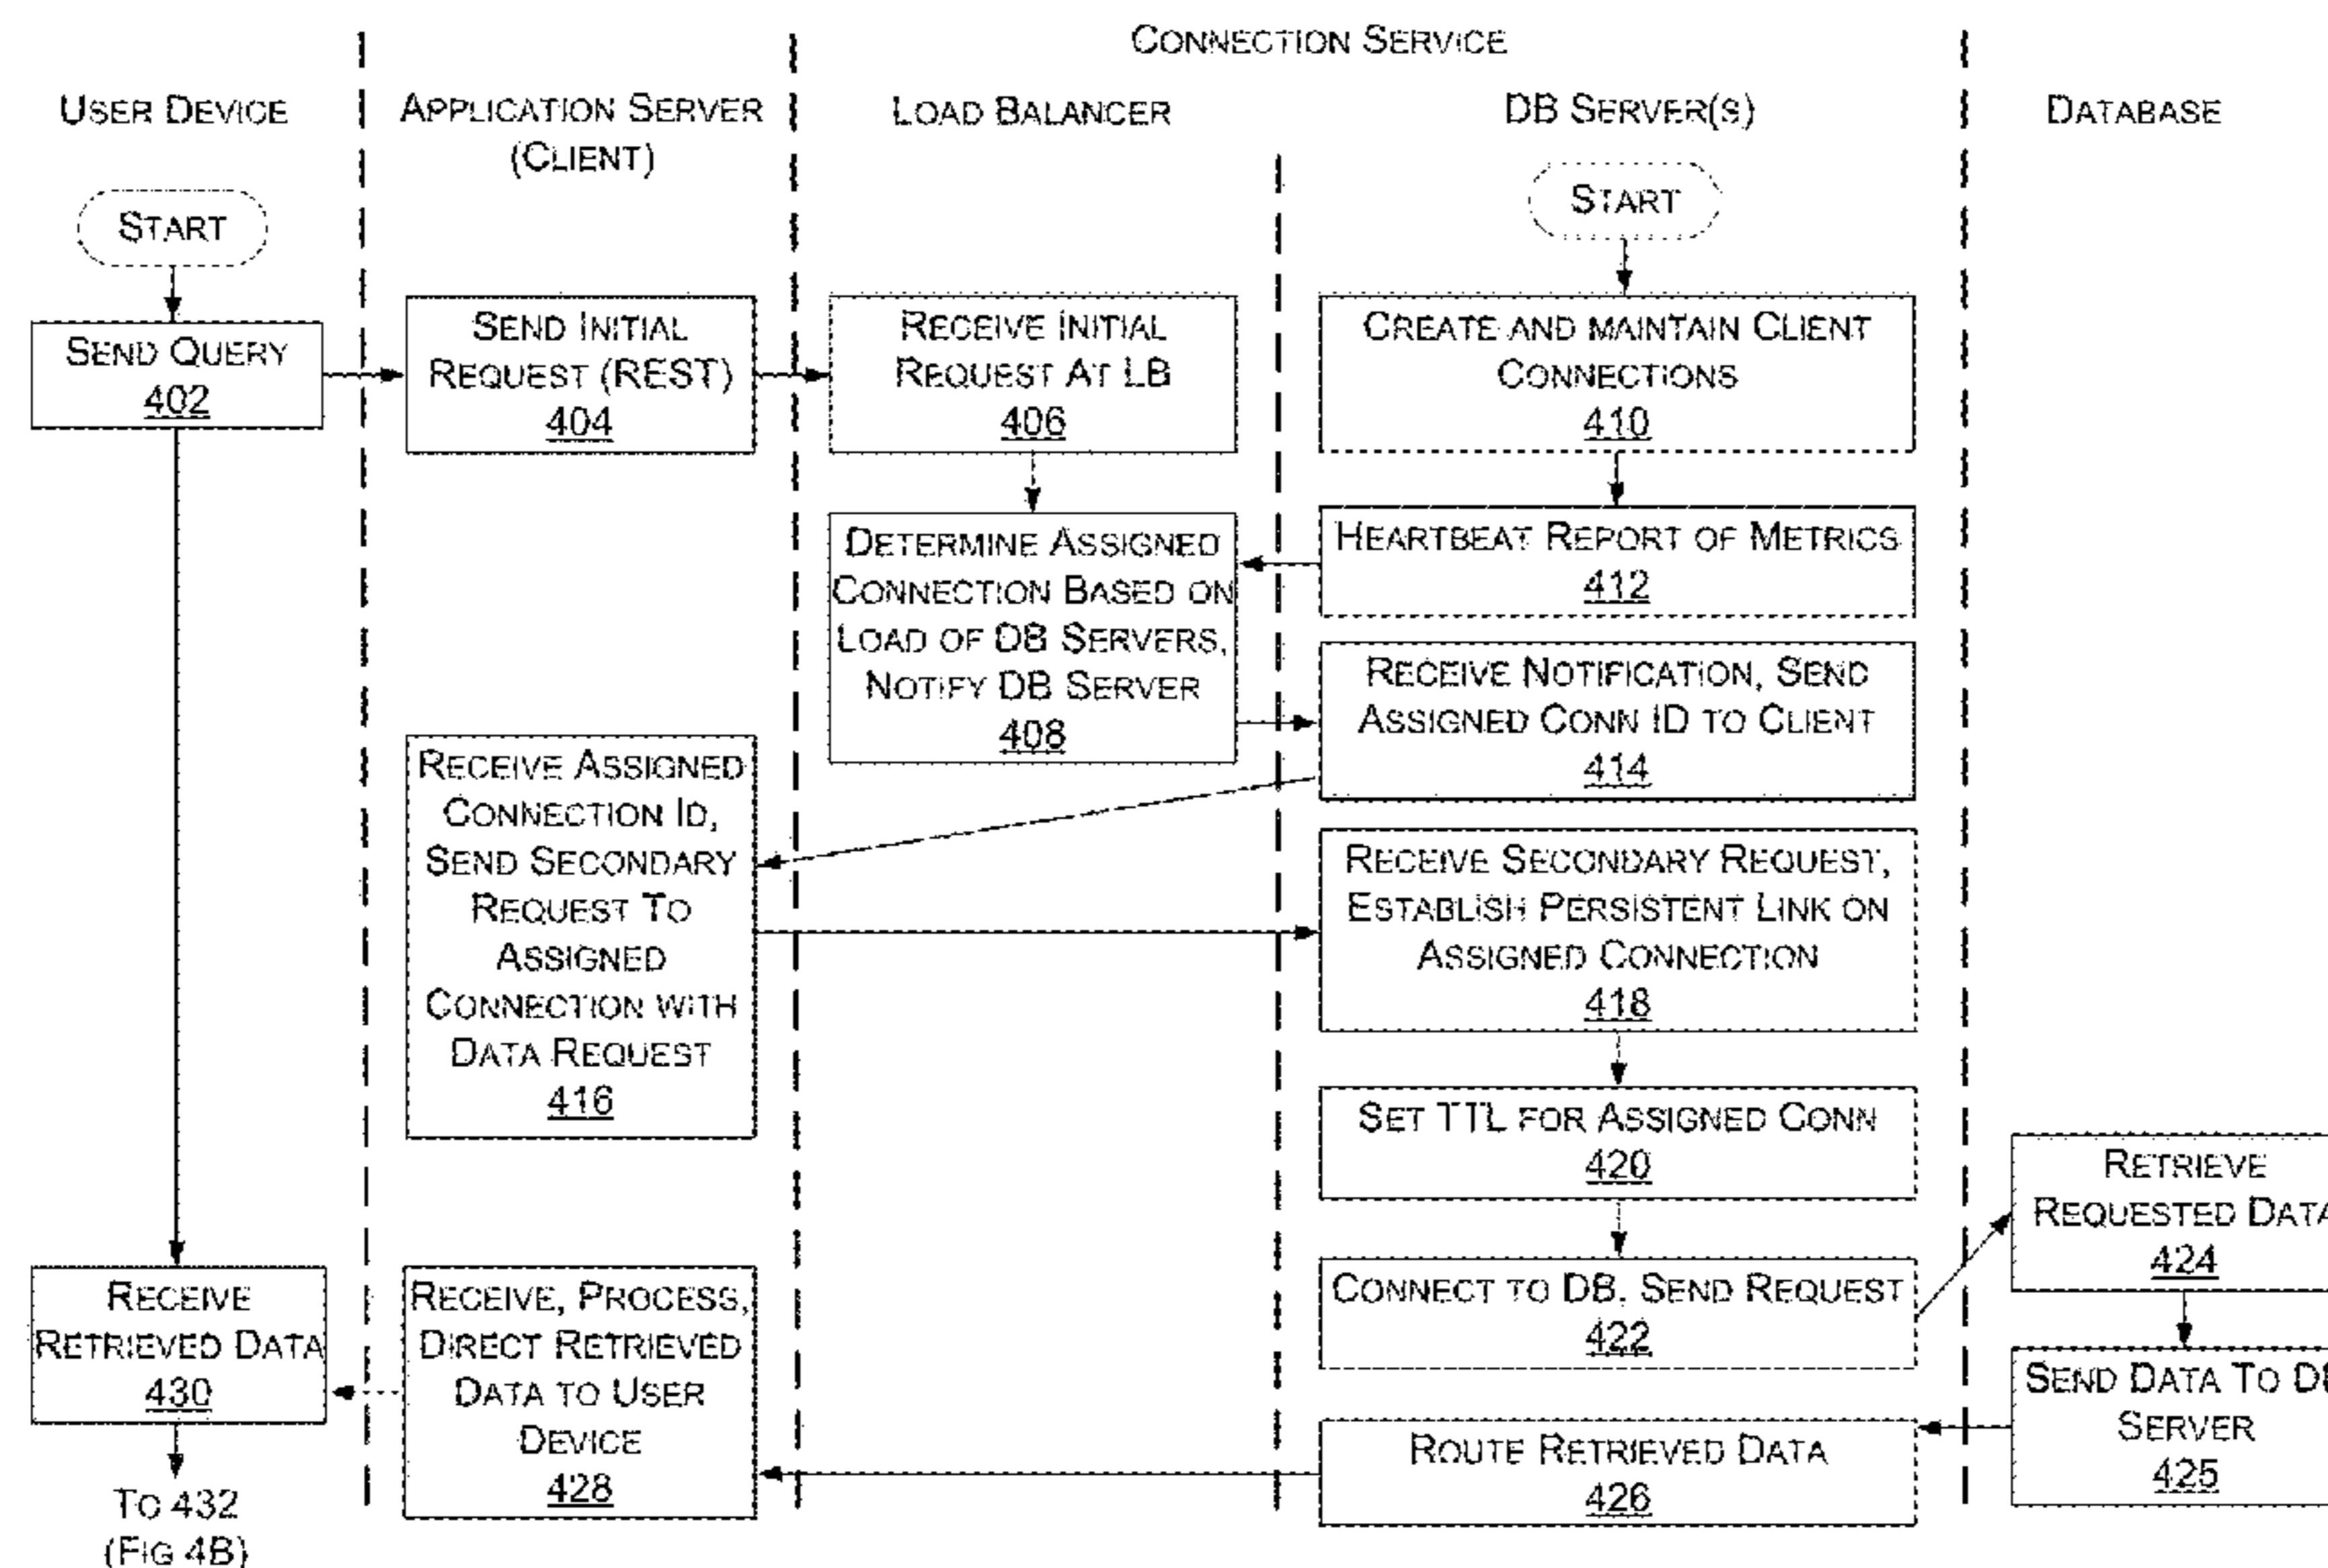 CONNECTION SERVICE
USER DEVICE
APPLICATION SERVER
(CLIENT)
LOAD BALANCER
DB SERVER(S)
DATABASE
START
START
SEND QUERY
402
SEND INITIAL
REQUEST (REST)
404
RECEIVE INITIAL
REQUEST AT LB
406
CREATE AND MAINTAIN CLIENT
CONNECTIONS
410
DETERMINE ASSIGNED
CONNECTION BASED ON
LOAD OF DB SERVERS,
NOTIFY DB SERVER
408
HEARTBEAT REPORT OF METRICS
412
RECEIVE NOTIFICATION, SEND
ASSIGNED CONN ID TO CLIENT
414
RECEIVE ASSIGNED
CONNECTION ID,
SEND SECONDARY
REQUEST TO
ASSIGNED
CONNECTION WITH
DATA REQUEST
416
RECEIVE SECONDARY REQUEST,
ESTABLISH PERSISTENT LINK ON
ASSIGNED CONNECTION
418
SET TTL FOR ASSIGNED CONN
420
CONNECT TO DB, SEND REQUEST
422
RETRIEVE
REQUESTED DATA
424
SEND DATA TO
SERVER
425
ROUTE RETRIEVED DATA
426
RECEIVE, PROCESS,
DIRECT RETRIEVED
DATA TO USER
DEVICE
428
RECEIVE
RETRIEVED DATA
430
TO 432
(FIG 4B)